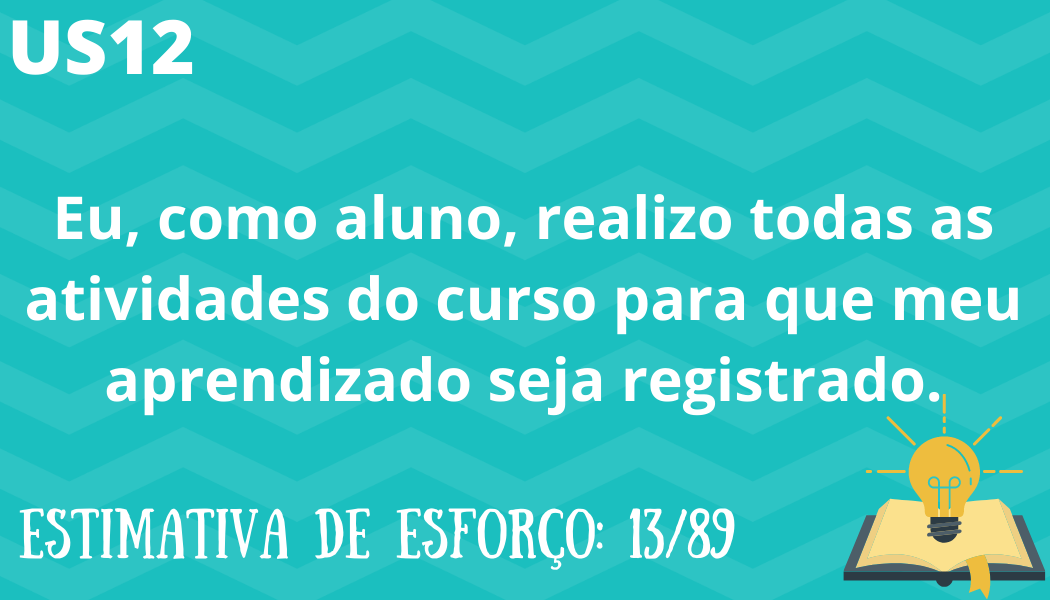 US12
Eu, como aluno, realizo todas as
atividades do curso para que meu
aprendizado seja registrado.
ESTIMATIVA DE ESFORÇO: 13/89